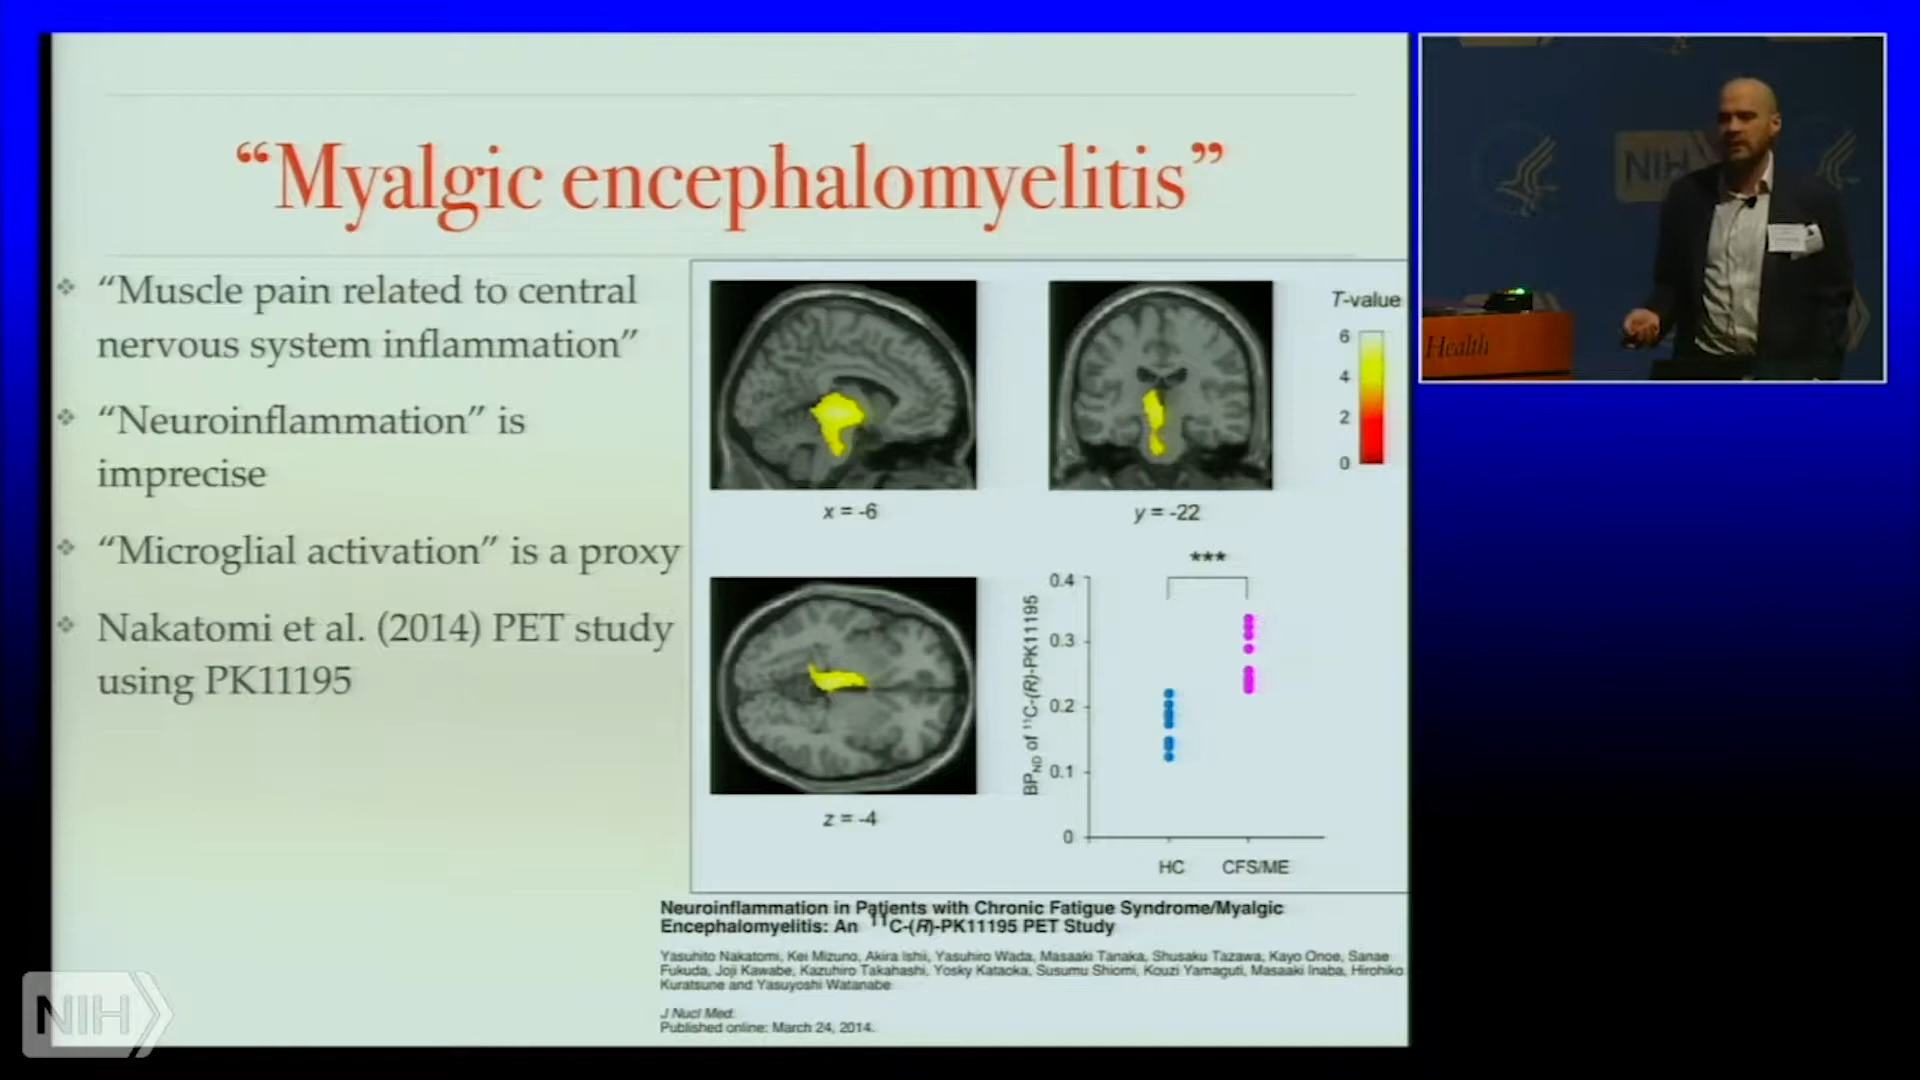 “Myalgic encephalomyelitis”
“Muscle pain related to central
nervous system inflammation”
“Neuroinflammation” is
imprecise
“Microglial activation” is a proxy
Nakatomi et al. (2014) PET study
using PK11195
x = -6
y = -22
T-value
6
4
2
0
z = -4
***
0.4
0.3
0.2
0.1
0
BPND of 11C-(R)-PK11195
HC CFS/ME
Neuroinflammation in Patients with Chronic Fatigue Syndrome/Myalgic
Encephalomyelitis: An 11C-(R)-PK11195 PET Study
Yasuhito Nakatomi, Kei Mizuno, Akira Ishii, Yasuhiro Wada, Masaaki Tanaka, Shusaku Tazawa, Kayo Onoe, Sanae
Fukuda, Joji Kawabe, Kazuhiro Takahashi, Yosky Kataoka, Susumu Shiomi, Kouzi Yamaguti, Masaaki Inaba, Hirohiko
Kuratsune and Yasuyoshi Watanabe
J Nucl Med.
Published online: March 24, 2014.
NIH
Health
NIH